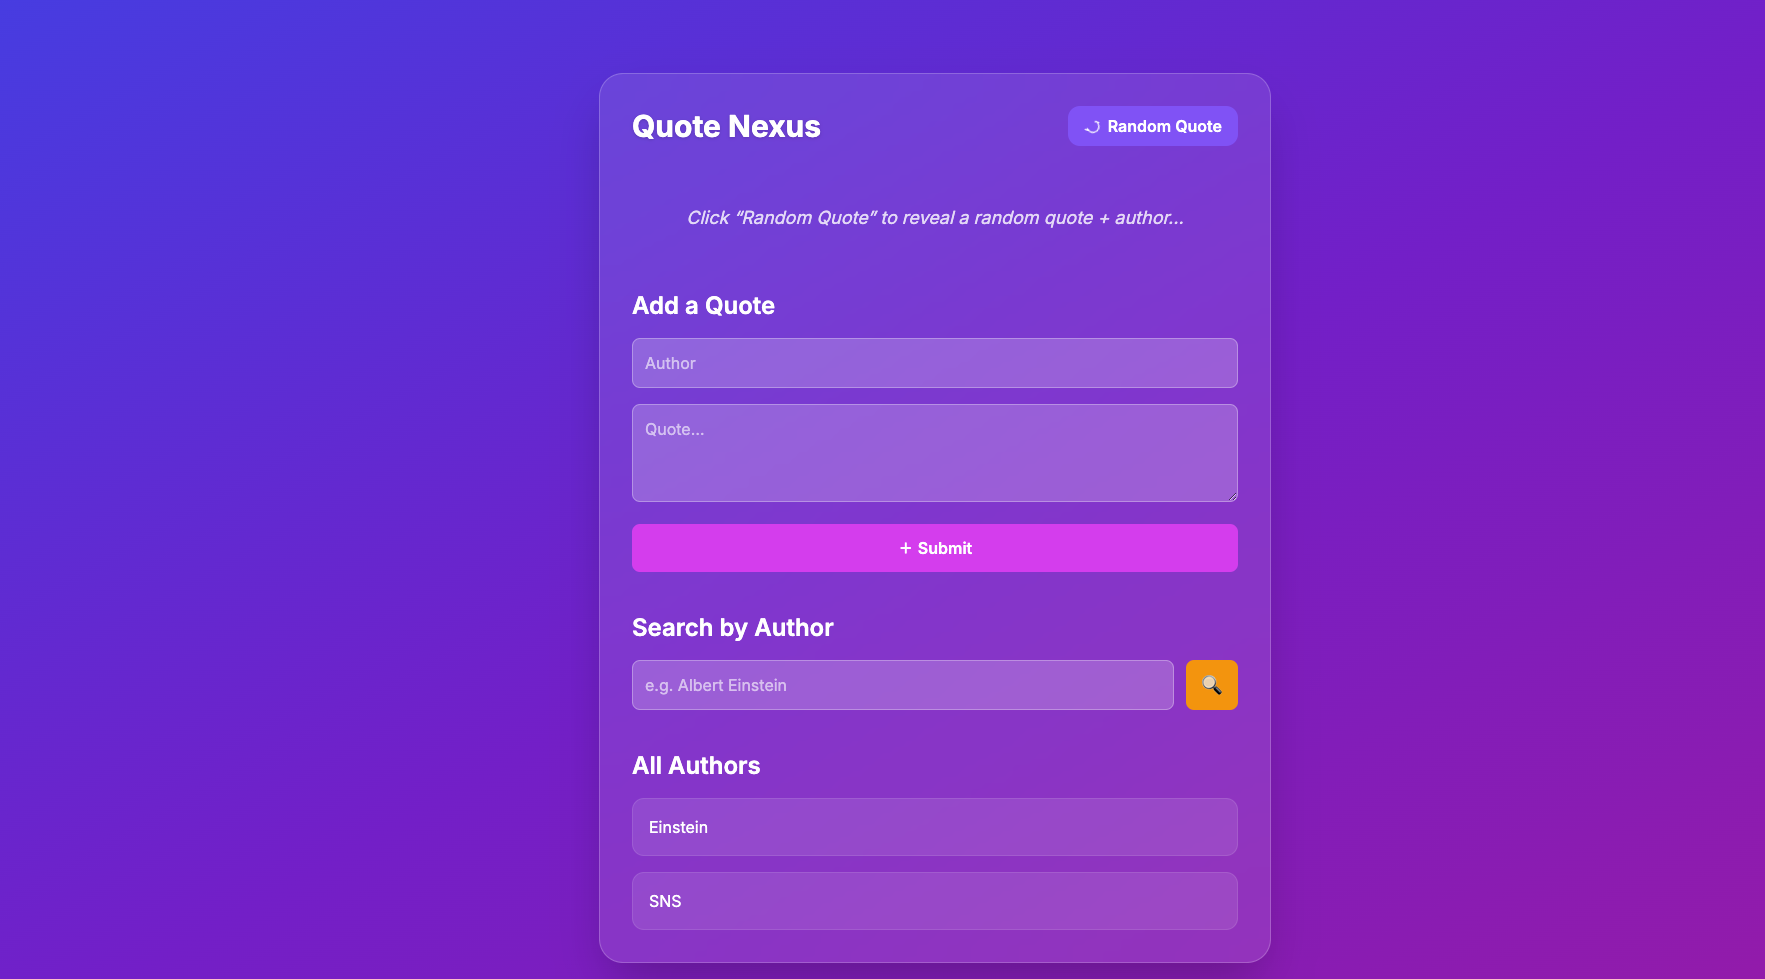 Quote Nexus
Random Quote
Click “Random Quote” to reveal a random quote + author...
Add a Quote
Author
Quote...
+ Submit
Search by Author
e.g. Albert Einstein
All Authors
Einstein
SNS